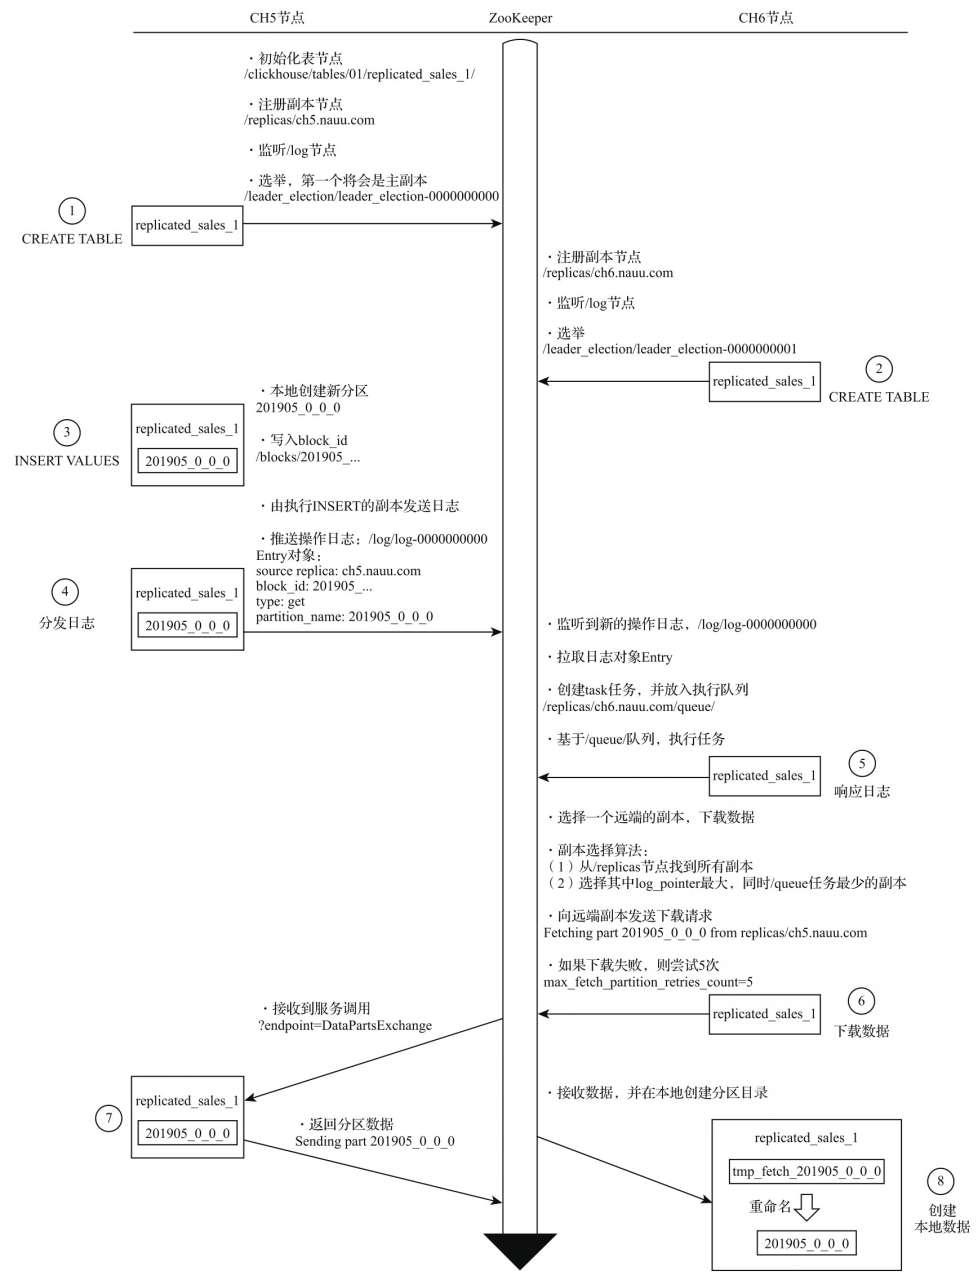 CH5节点
ZooKeeper
CH6节点
·初始化表节点
/clickhouse/tables/01/replicated_sales_1/
·注册副本节点
/replicas/ch5.nauu.com
·监听/log节点
·选举，第一个将会是主副本
/leader_election/leader_election-0000000000
1
CREATE TABLE
replicated_sales_1
·注册副本节点
/replicas/ch6.nauu.com
·监听/log节点
·选举
/leader_election/leader_election-0000000001
replicated_sales_1
2
CREATE TABLE
·本地创建新分区
201905_0_0_0
·写入block_id
/blocks/201905_...
3
INSERT VALUES
replicated_sales_1
201905_0_0_0
·由执行INSERT的副本发送日志
·推送操作日志：/log/log-0000000000
Entry对象：
source replica: ch5.nauu.com
block_id: 201905_...
type: get
partition_name: 201905_0_0_0
4
分发日志
replicated_sales_1
201905_0_0_0
·监听到新的操作日志，/log/log-0000000000
·拉取日志对象Entry
·创建task任务，并放入执行队列
/replicas/ch6.nauu.com/queue/
·基于/queue/队列，执行任务
replicated_sales_1
5
响应日志
·选择一个远端的副本，下载数据
·副本选择算法：
（1）从/replicas节点找到所有副本
（2）选择其中log_pointer最大，同时/queue任务最少的副本
·向远端副本发送下载请求
Fetching part 201905_0_0_0 from replicas/ch5.nauu.com
·如果下载失败，则尝试5次
max_fetch_partition_retries_count=5
replicated_sales_1
6
下载数据
·接收到服务调用
?endpoint=DataPartsExchange
7
replicated_sales_1
201905_0_0_0
·返回分区数据
Sending part 201905_0_0_0
·接收数据，并在本地创建分区目录
replicated_sales_1
tmp_fetch_201905_0_0_0
重命名
201905_0_0_0
8
创建
本地数据